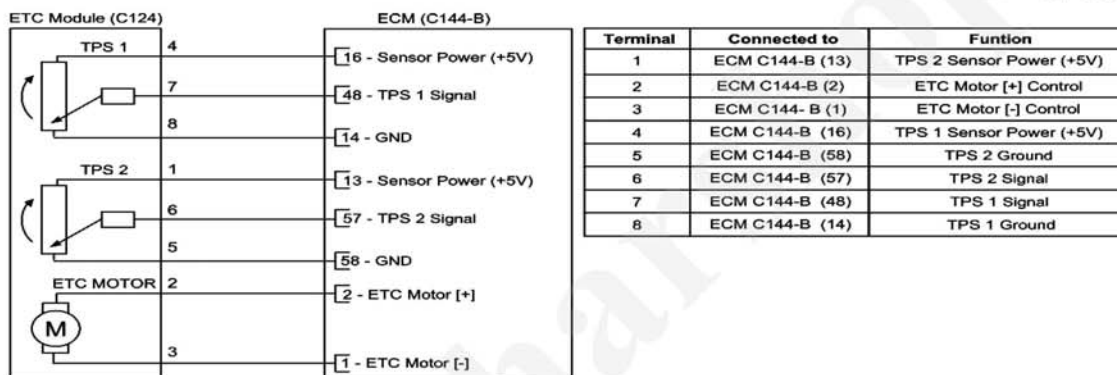 ETC Module (C124)
ECM (C144-B)
TPS 1
4
16 - Sensor Power (+5V)
7
48 - TPS 1 Signal
8
14 - GND
TPS 2
1
13 - Sensor Power (+5V)
6
57 - TPS 2 Signal
5
58 - GND
ETC MOTOR
2
2 - ETC Motor [+]
M
3
1 - ETC Motor [-]
Terminal Connected to Funtion
1 ECM C144-B (13) TPS 2 Sensor Power (+5V)
2 ECM C144-B (2) ETC Motor [+] Control
3 ECM C144- B (1) ETC Motor [-] Control
4 ECM C144-B (16) TPS 1 Sensor Power (+5V)
5 ECM C144-B (58) TPS 2 Ground
6 ECM C144-B (57) TPS 2 Signal
7 ECM C144-B (48) TPS 1 Signal
8 ECM C144-B (14) TPS 1 Ground